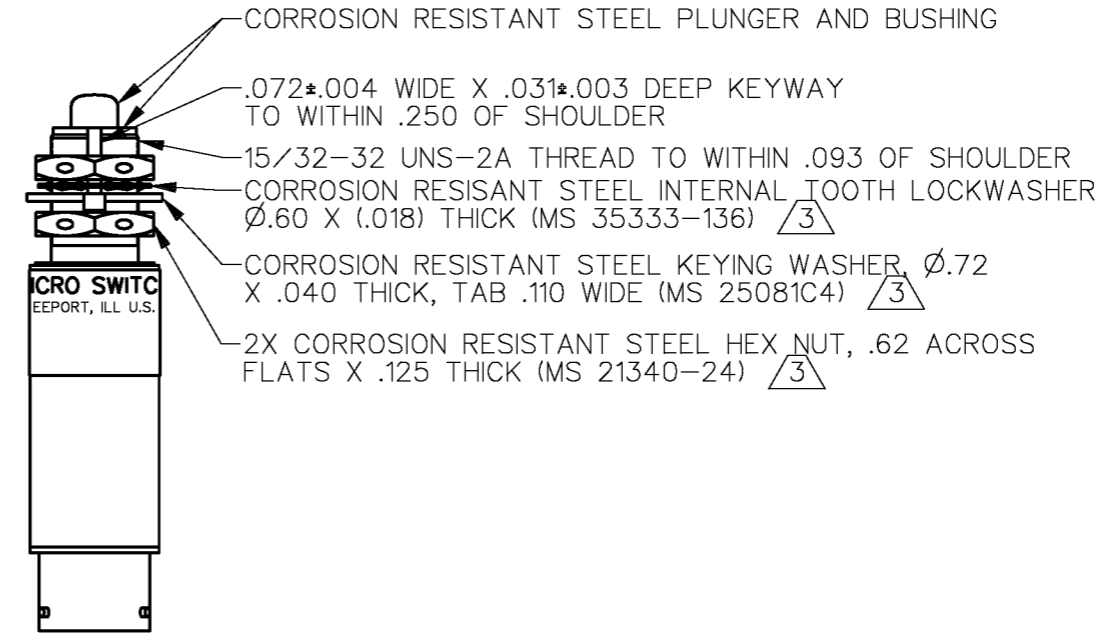 CORROSION RESISTANT STEEL PLUNGER AND BUSHING
.072±.004 WIDE X .031±.003 DEEP KEYWAY
TO WITHIN .250 OF SHOULDER
15/32-32 UNS-2A THREAD TO WITHIN .093 OF SHOULDER
CORROSION RESISANT STEEL INTERNAL TOOTH LOCKWASHER
Ø.60 X (.018) THICK (MS 35333-136) 3
CORROSION RESISTANT STEEL KEYING WASHER, Ø.72
X .040 THICK, TAB .110 WIDE (MS 25081C4) 3
2X CORROSION RESISTANT STEEL HEX NUT, .62 ACROSS
FLATS X .125 THICK (MS 21340-24) 3
ICRO SWITC
EEPORT, ILL U.S.